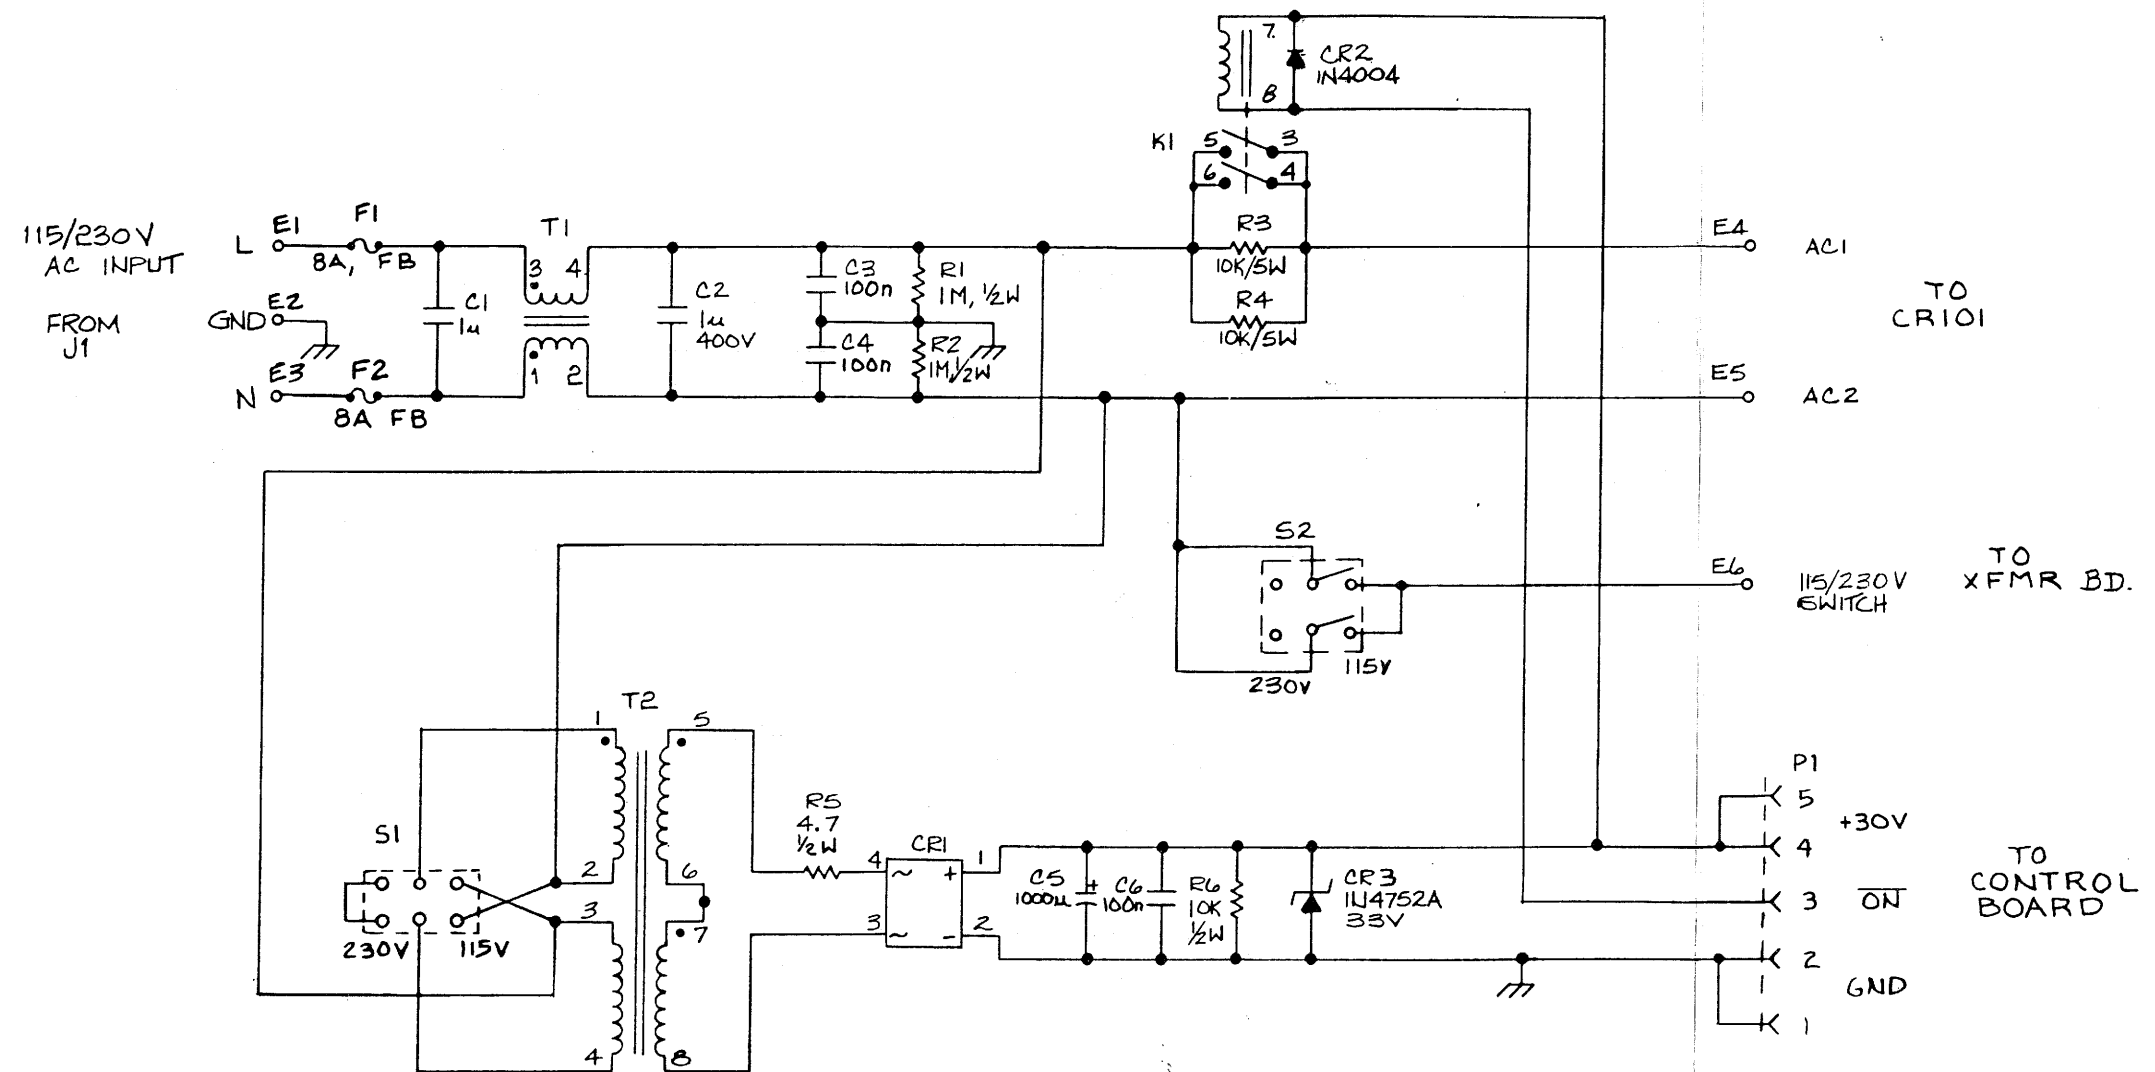 7.
CR2
1N4004
8
K1
5 3
6 4
115/230V
AC INPUT
FROM
J1
L E1
F1
8A, FB
GND E2
N E3
F2
8A FB
C1
1u
T1
3 4
1 2
C2
1u
400V
C3
100n
C4
100n
R1
1M, 1/2W
R2
1M, 1/2W
R3
10K/5W
R4
10K/5W
E4 AC1
E5 AC2
TO
CR101
S2
230V
115V
E6
115/230V
SWITCH
TO
XFMR BD.
T2
1
2
3
4
5
6
7
8
S1
230V 115V
R5
4.7
1/2W
CR1
4 ~ + 1
3 ~ - 2
C5
1000u
+
C6
100n
R6
10K
1/2W
CR3
1N4752A
33V
P1
5
+30V
4
3 ON
2
GND
1
TO
CONTROL
BOARD